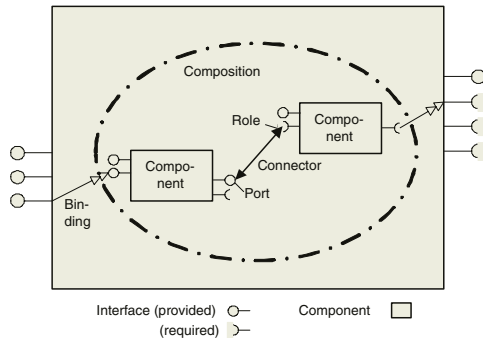 Composition
Role
Compo-
nent
Connector
Compo-
nent
Port
Bin-
ding
Interface (provided)
Component
(required)